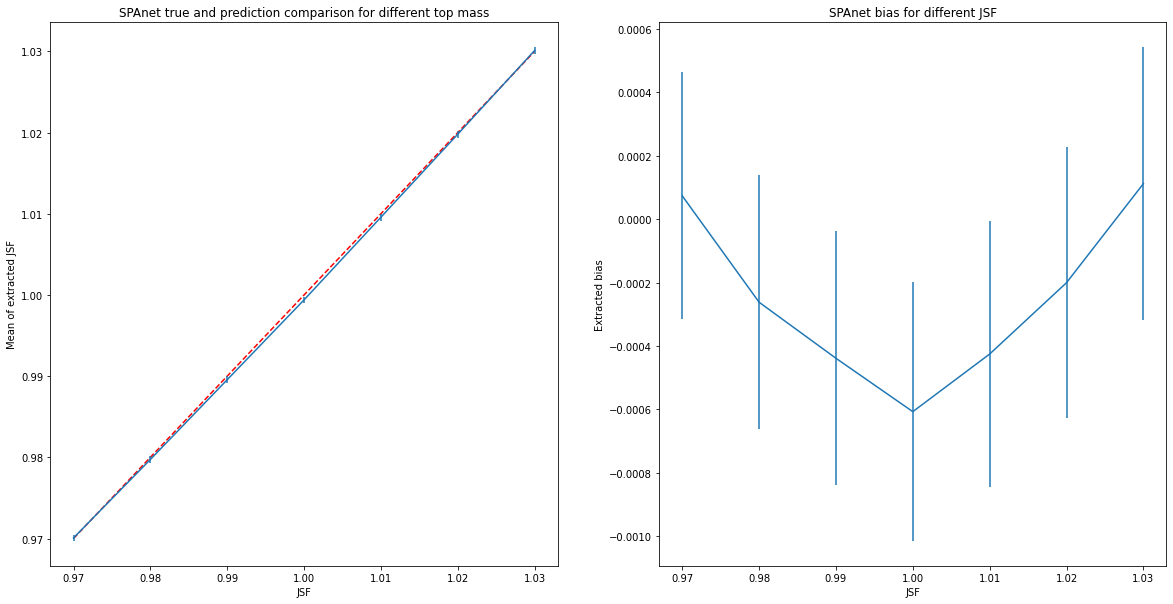 SPAnet true and prediction comparison for different top mass
Mean of extracted JSF
1.03
1.02
1.01
1.00
0.99
0.98
0.97
0.97 0.98 0.99 1.00 1.01 1.02 1.03
JSF
SPAnet bias for different JSF
Extracted bias
0.0006
0.0004
0.0002
0.0000
−0.0002
−0.0004
−0.0006
−0.0008
−0.0010
0.97 0.98 0.99 1.00 1.01 1.02 1.03
JSF